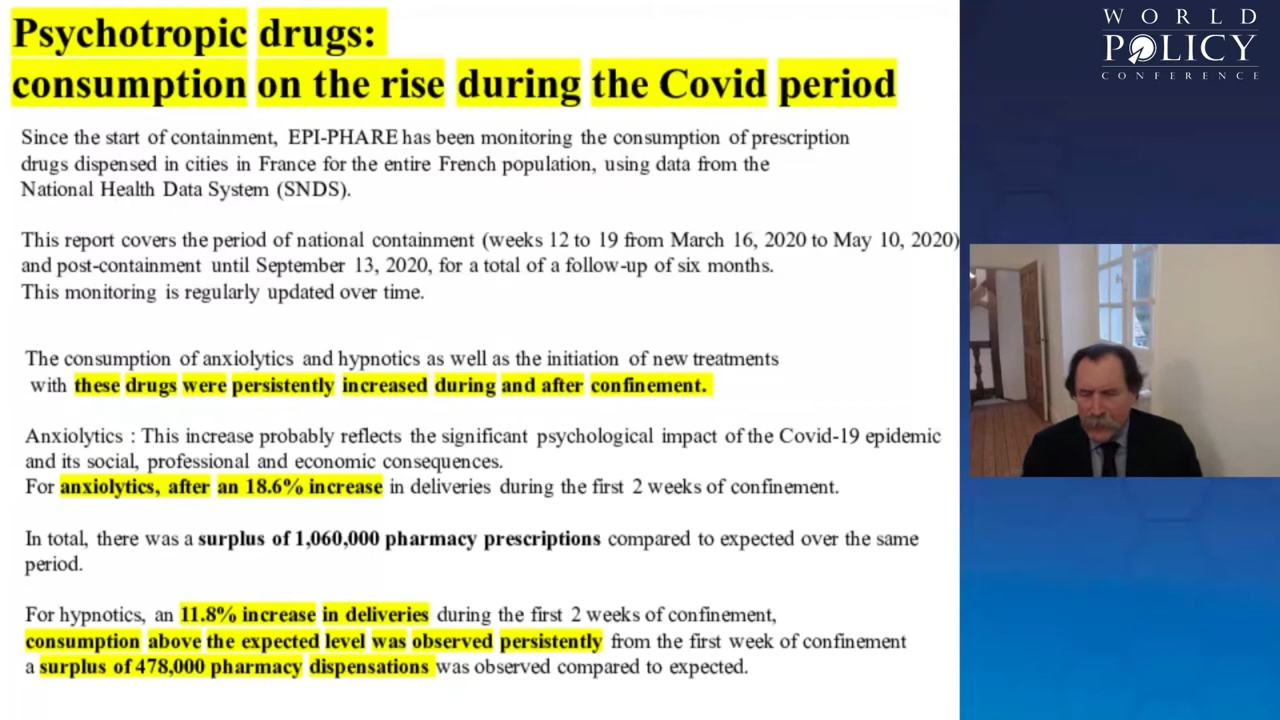 Psychotropic drugs:
consumption on the rise during the Covid period
Since the start of containment, EPI-PHARE has been monitoring the consumption of prescription
drugs dispensed in cities in France for the entire French population, using data from the
National Health Data System (SNDS).
This report covers the period of national containment (weeks 12 to 19 from March 16, 2020 to May 10, 2020)
and post-containment until September 13, 2020, for a total of a follow-up of six months.
This monitoring is regularly updated over time.
The consumption of anxiolytics and hypnotics as well as the initiation of new treatments
with these drugs were persistently increased during and after confinement.
Anxiolytics : This increase probably reflects the significant psychological impact of the Covid-19 epidemic
and its social, professional and economic consequences.
For anxiolytics, after an 18.6% increase in deliveries during the first 2 weeks of confinement.
In total, there was a surplus of 1,060,000 pharmacy prescriptions compared to expected over the same
period.
For hypnotics, an 11.8% increase in deliveries during the first 2 weeks of confinement,
consumption above the expected level was observed persistently from the first week of confinement
a surplus of 478,000 pharmacy dispensations was observed compared to expected.
WORLD
POLICY
CONFERENCE